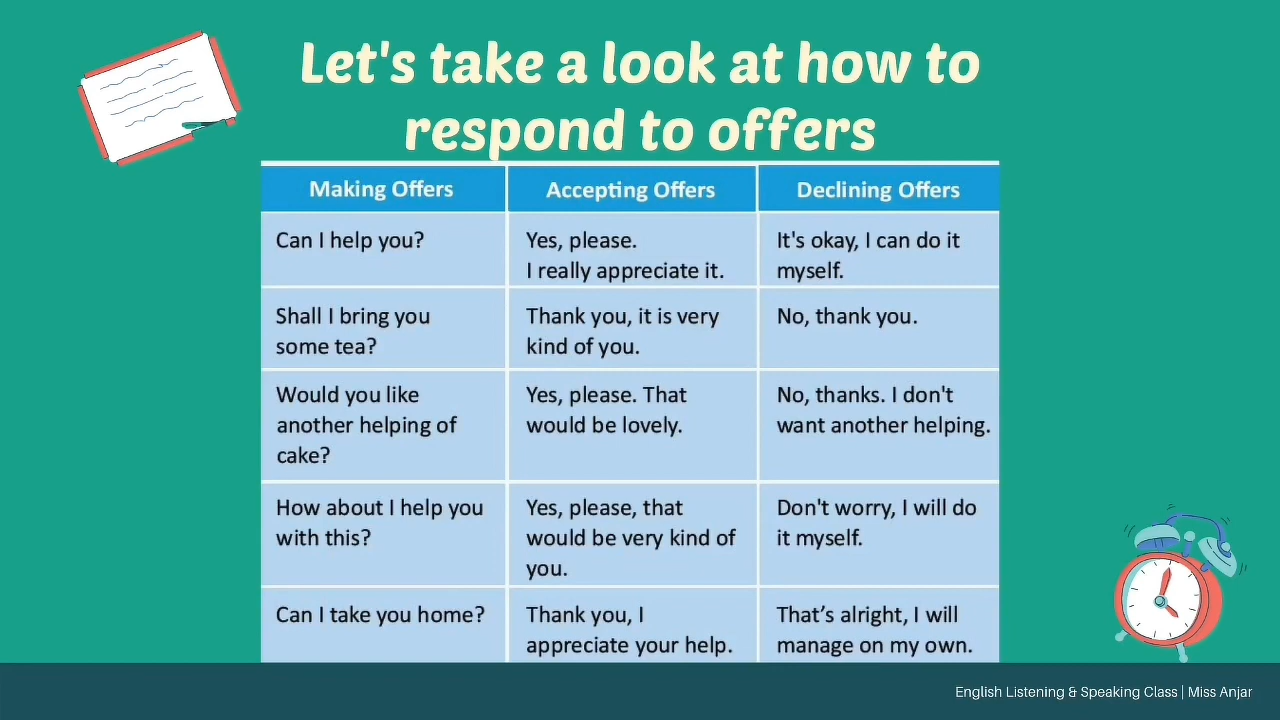 Let's take a look at how to
respond to offers
Making Offers
Accepting Offers
Declining Offers
Can I help you?
Yes, please.
I really appreciate it.
It's okay, I can do it
myself.
Shall I bring you
some tea?
Thank you, it is very
kind of you.
No, thank you.
Would you like
another helping of
cake?
Yes, please. That
would be lovely.
No, thanks. I don't
want another helping.
How about I help you
with this?
Yes, please, that
would be very kind of
you.
Don't worry, I will do
it myself.
Can I take you home?
Thank you, I
appreciate your help.
That’s alright, I will
manage on my own.
English Listening & Speaking Class | Miss Anjar